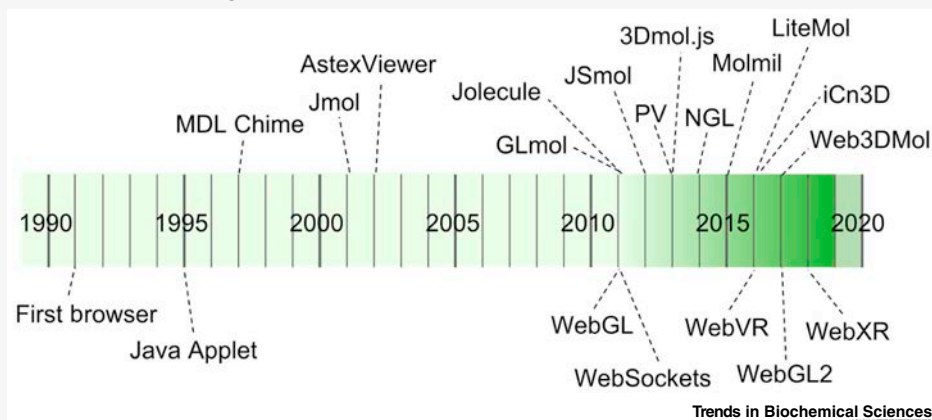 LiteMol
3Dmol.js
AstexViewer
Molmil
JSmol
Jolecule
Jmol
iCn3D
PV
NGL
MDL Chime
GLmol
Web3DMol
1990 1995 2000 2005 2010 2015 2020
First browser
WebGL
WebVR
WebXR
Java Applet
WebSockets
WebGL2
Trends in Biochemical Sciences